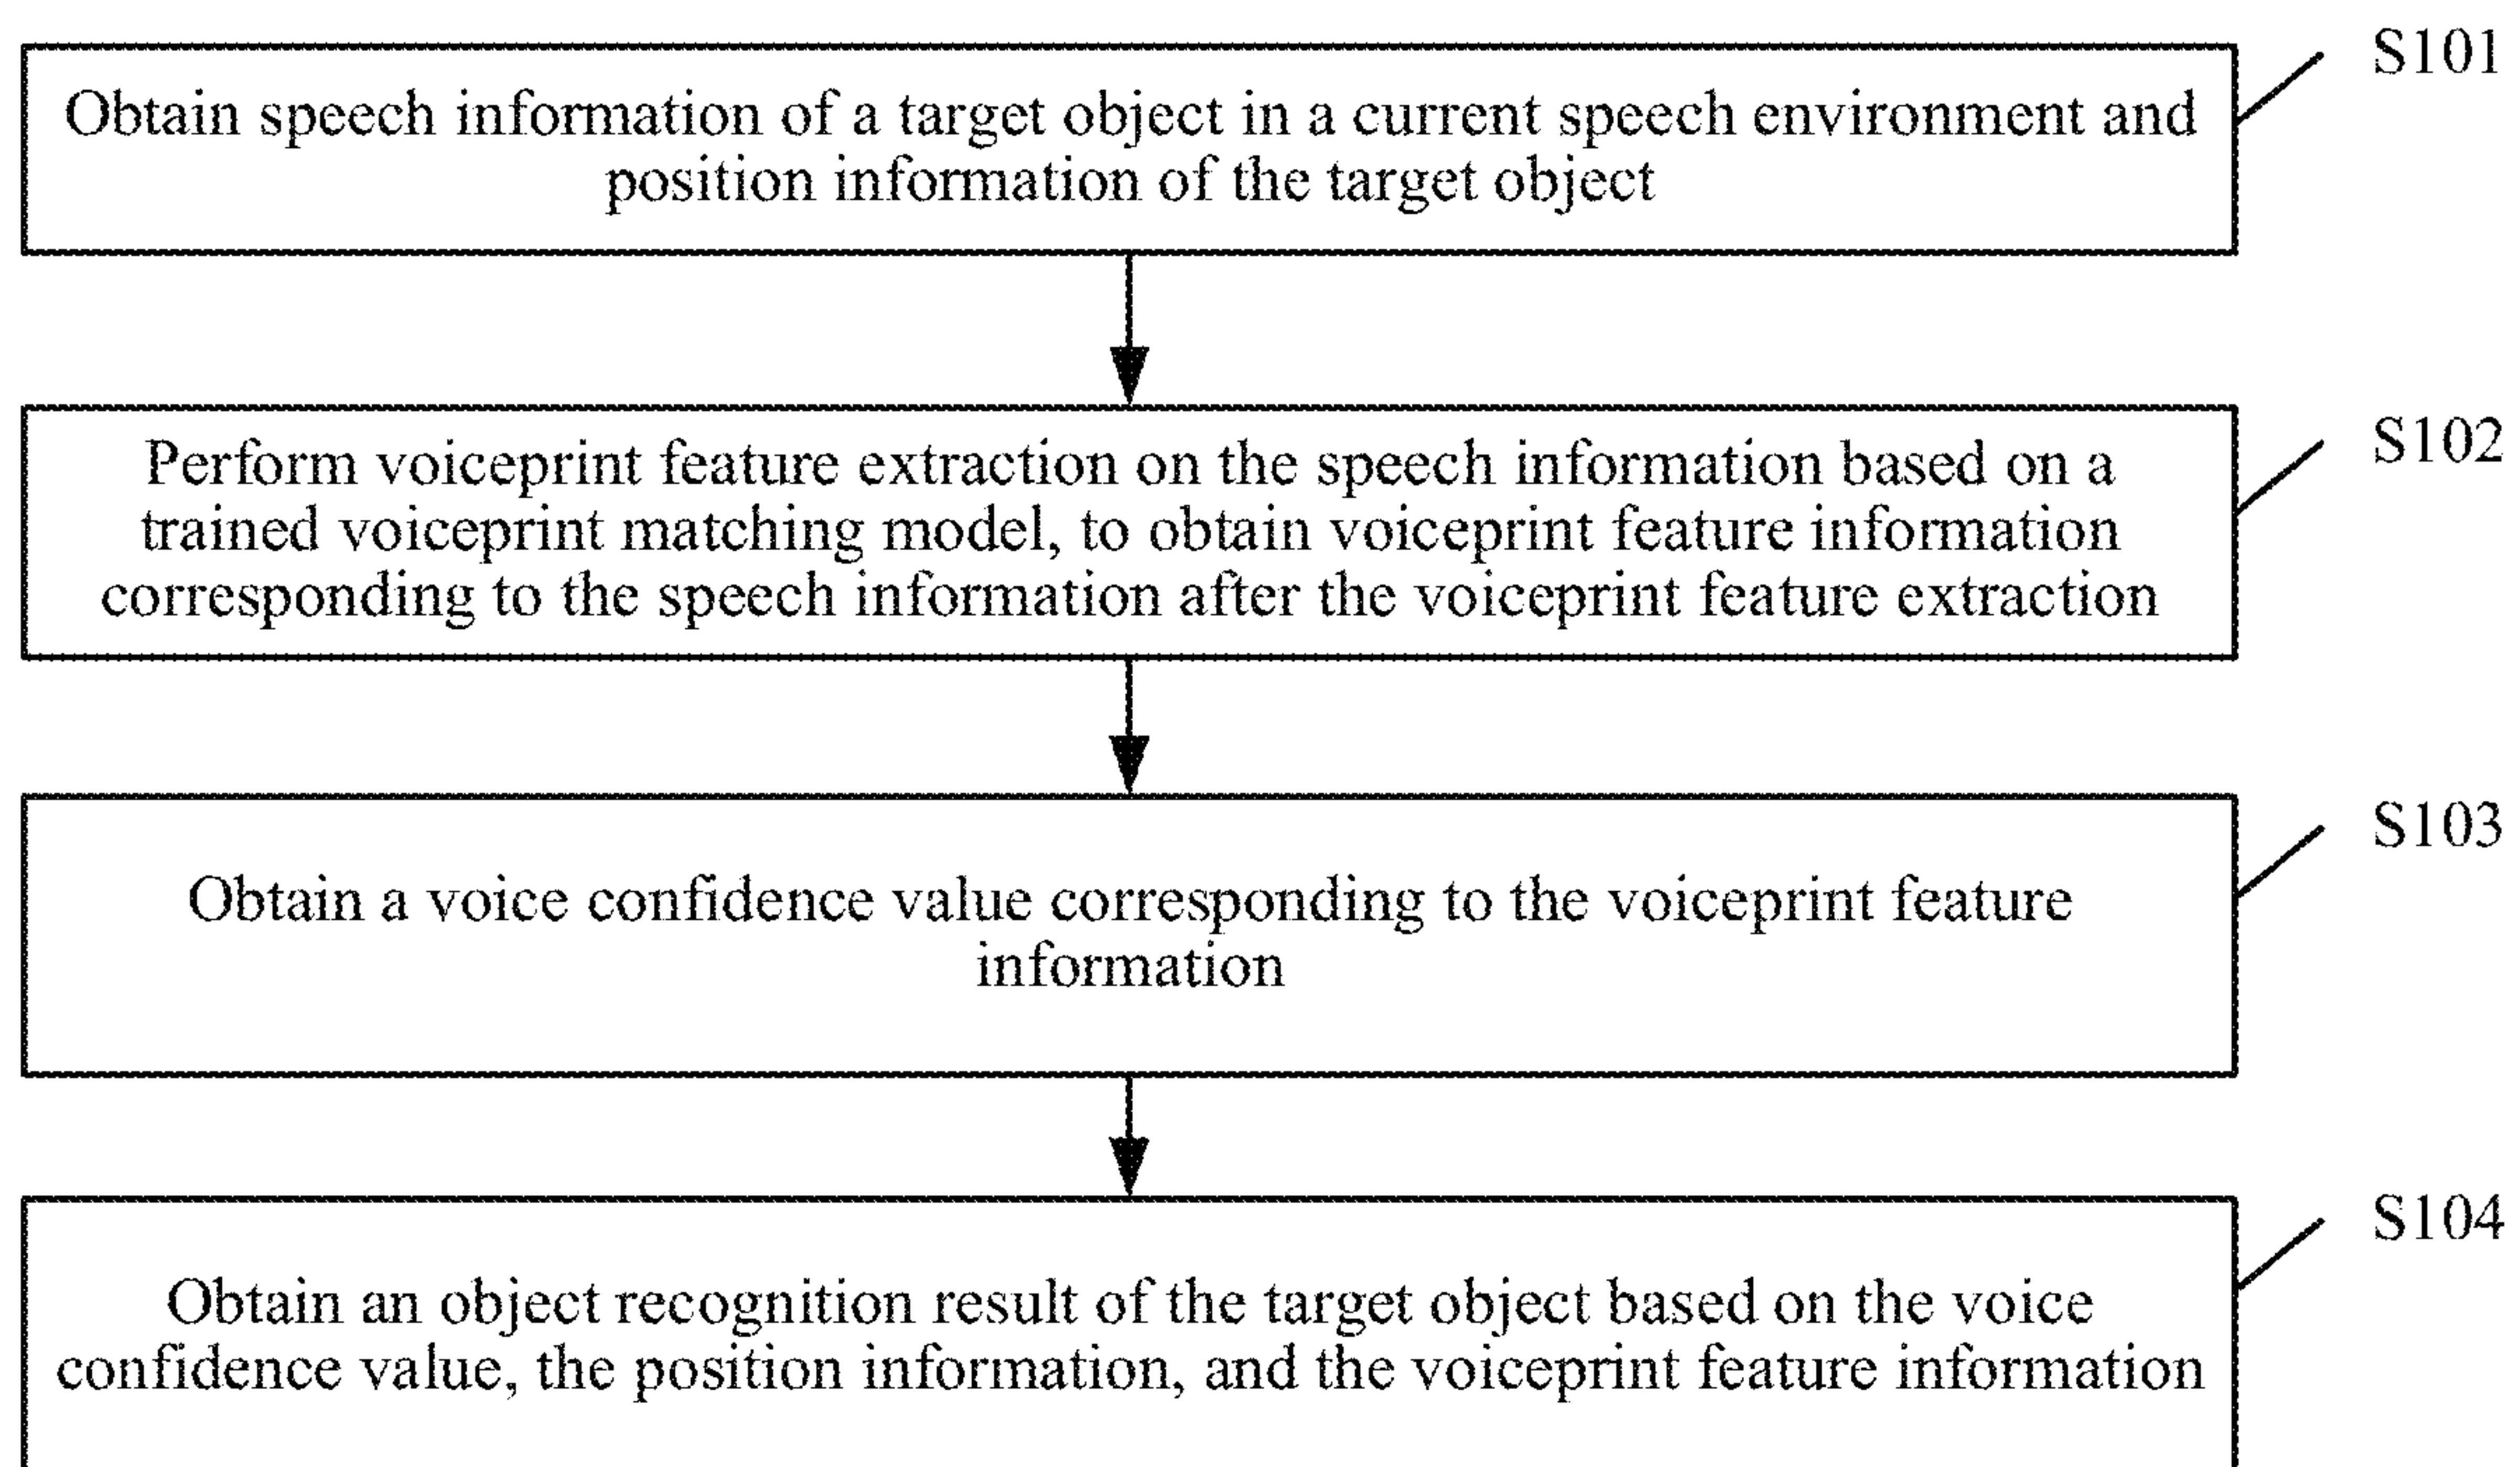 S101
Obtain speech information of a target object in a current speech environment and
position information of the target object
S102
Perform voiceprint feature extraction on the speech information based on a
trained voiceprint matching model, to obtain voiceprint feature information
corresponding to the speech information after the voiceprint feature extraction
S103
Obtain a voice confidence value corresponding to the voiceprint feature
information
S104
Obtain an object recognition result of the target object based on the voice
confidence value, the position information, and the voiceprint feature information